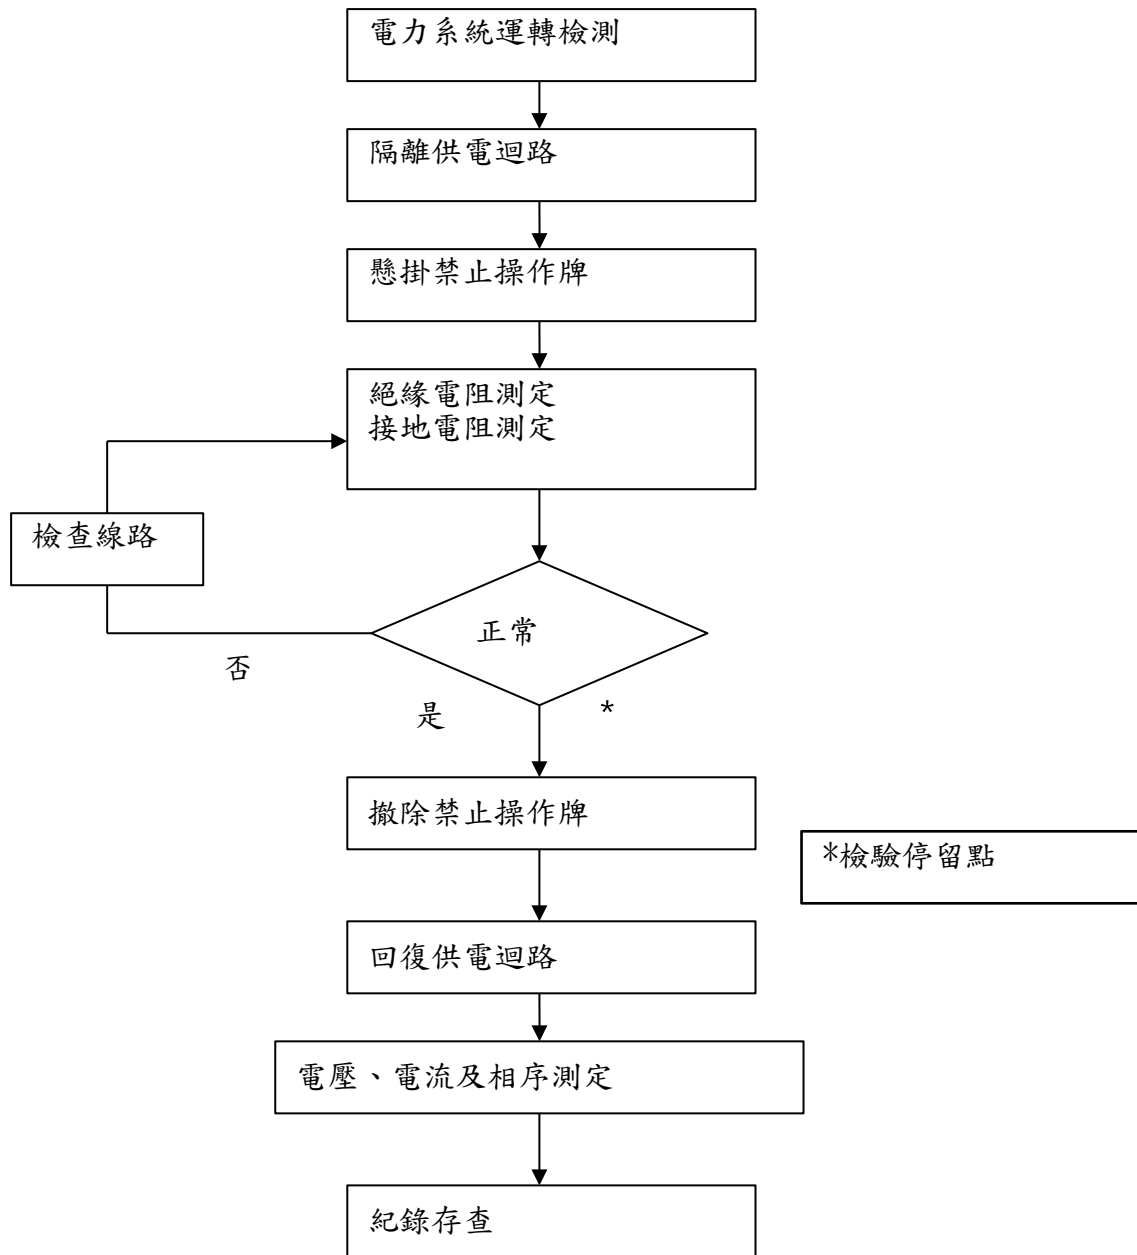 電力系統運轉檢測
隔離供電迴路
懸掛禁止操作牌
絕緣電阻測定
接地電阻測定
檢查線路
正常
否
是
*
撤除禁止操作牌
*檢驗停留點
回復供電迴路
電壓、電流及相序測定
紀錄存查